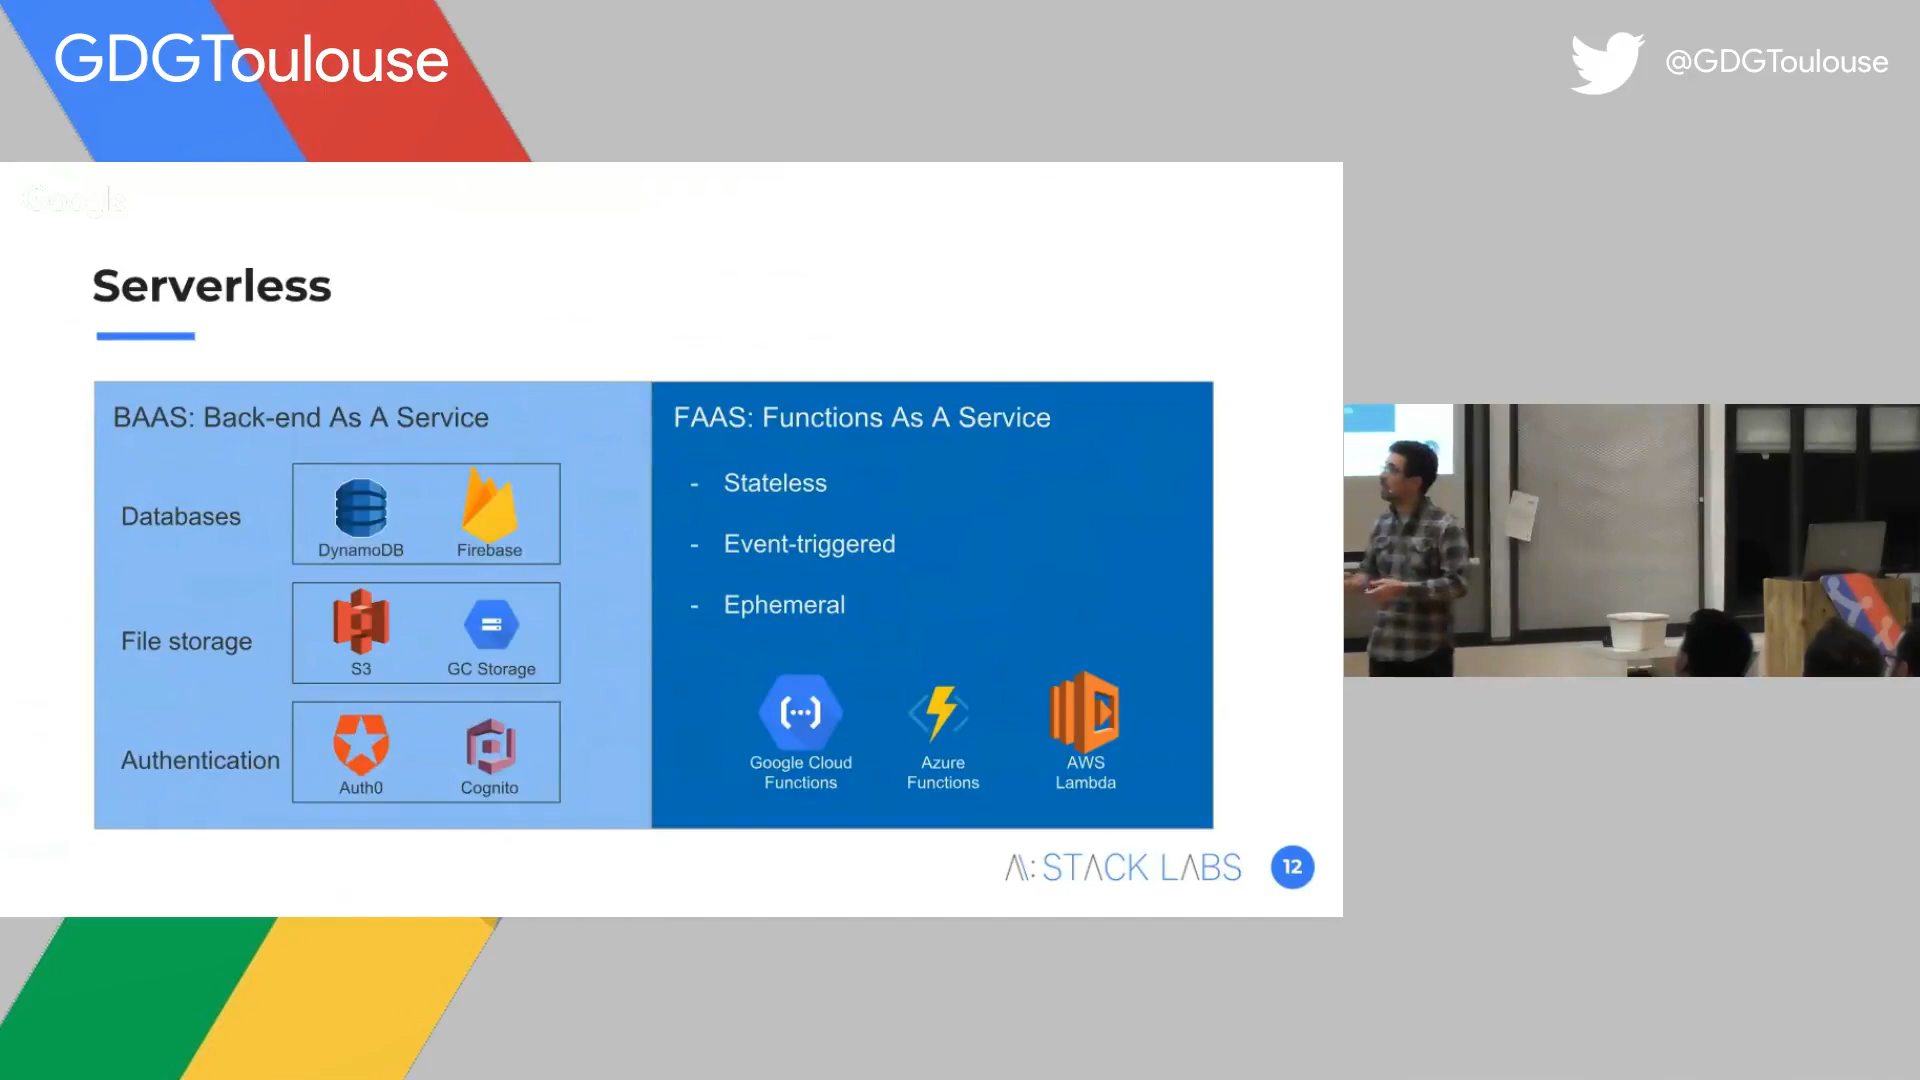 GDGToulouse
@GDGToulouse
Google
Serverless
BAAS: Back-end As A Service
Databases
DynamoDB
Firebase
File storage
S3
GC Storage
Authentication
Auth0
Cognito
FAAS: Functions As A Service
- Stateless
- Event-triggered
- Ephemeral
Google Cloud
Functions
Azure
Functions
AWS
Lambda
STACK LABS
12